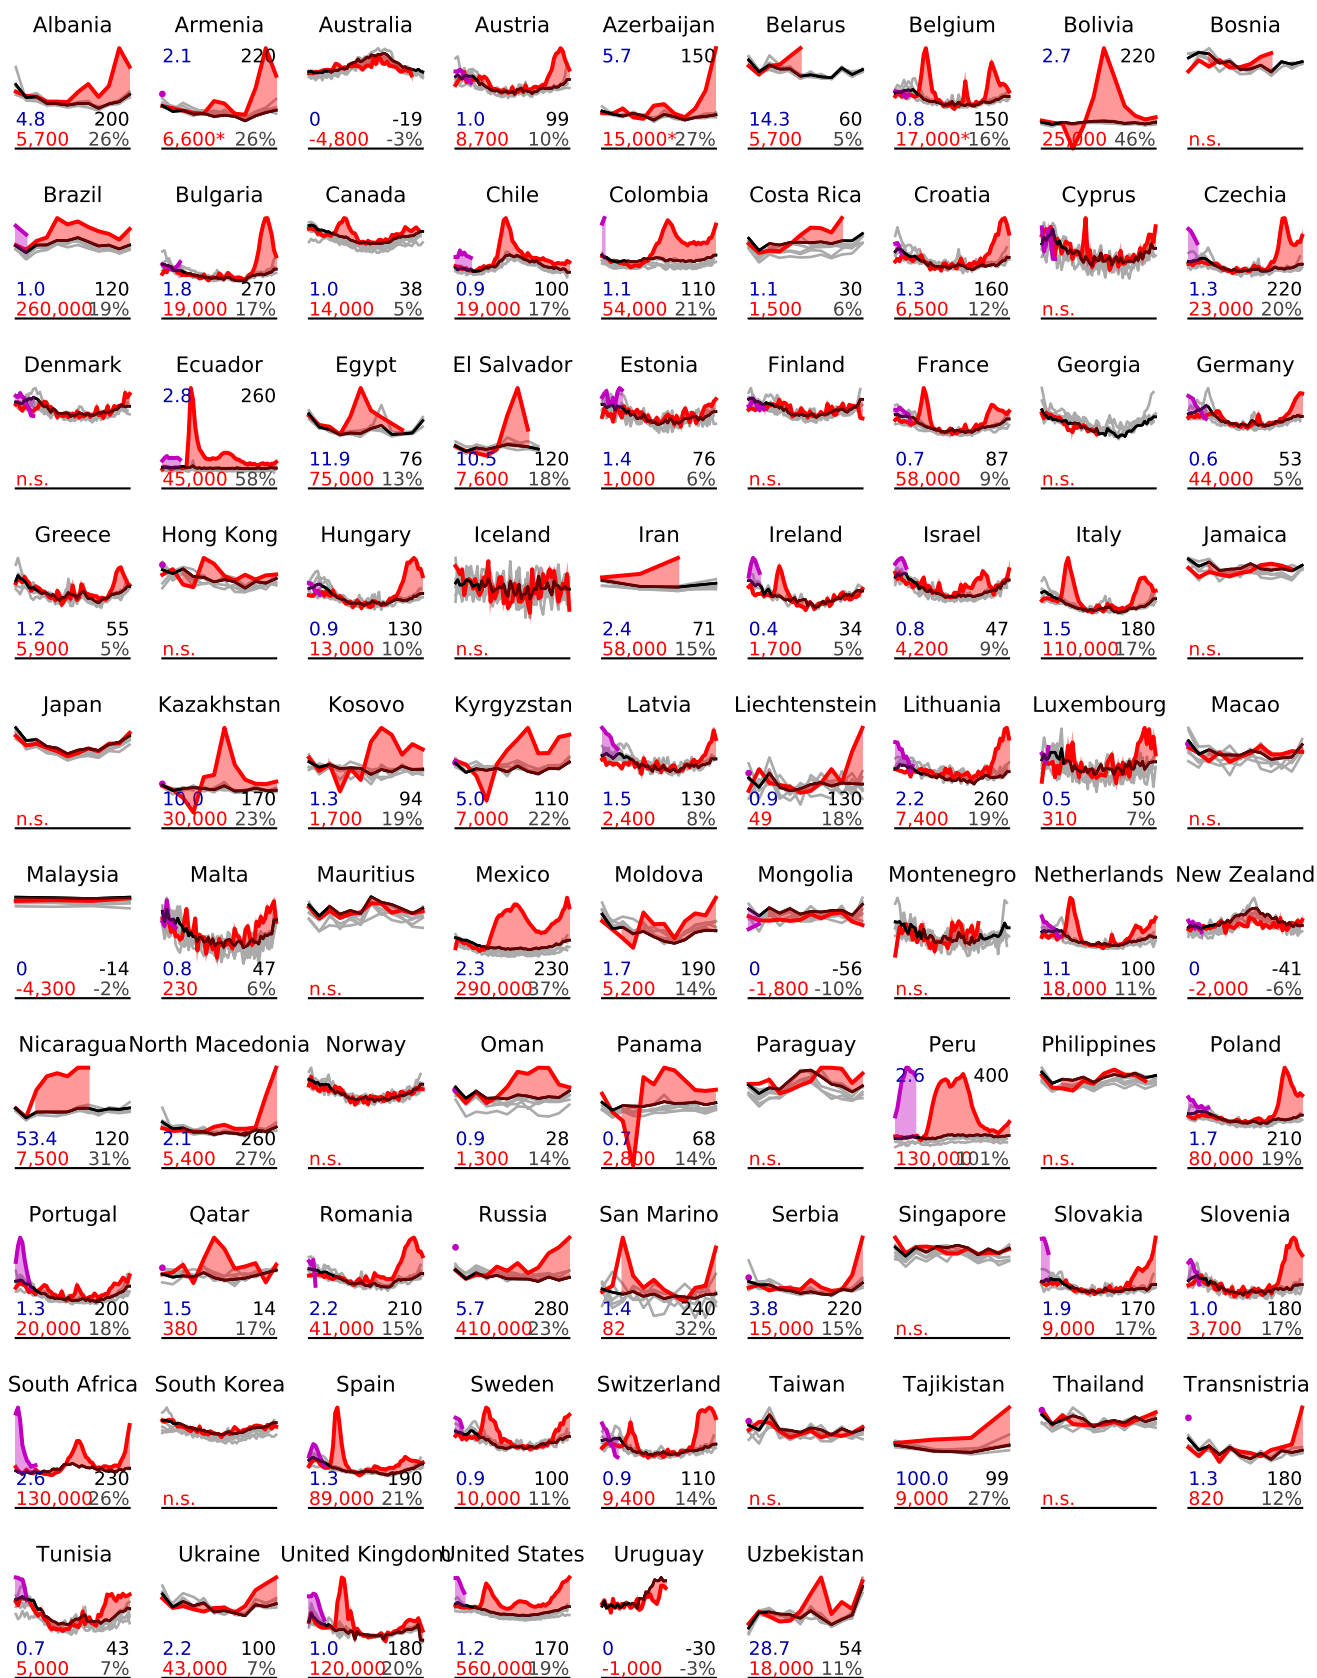 Albania Armenia Australia Austria Azerbaijan Belarus Belgium Bolivia Bosnia
2.1 220 5.7 150 2.7 220
4.8 200 0 -19 1.0 99 14.3 60 0.8 150
5,700 26% 6,600* 26% -4,800 -3% 8,700 10% 15,000* 27% 5,700 5% 17,000* 16% 25,000 46% n.s.
Brazil Bulgaria Canada Chile Colombia Costa Rica Croatia Cyprus Czechia
1.0 120 1.8 270 1.0 38 0.9 100 1.1 110 1.1 30 1.3 160 1.3 220
260,000 19% 19,000 17% 14,000 5% 19,000 17% 54,000 21% 1,500 6% 6,500 12% n.s. 23,000 20%
Denmark Ecuador Egypt El Salvador Estonia Finland France Georgia Germany
2.8 260
11.9 76 10.5 120 1.4 76 0.7 87 0.6 53
n.s. 45,000 58% 75,000 13% 7,600 18% 1,000 6% n.s. 58,000 9% n.s. 44,000 5%
Greece Hong Kong Hungary Iceland Iran Ireland Israel Italy Jamaica
1.2 55 0.9 130 2.4 71 0.4 34 0.8 47 1.5 180
5,900 5% n.s. 13,000 10% n.s. 58,000 15% 1,700 5% 4,200 9% 110,000 17% n.s.
Japan Kazakhstan Kosovo Kyrgyzstan Latvia Liechtenstein Lithuania Luxembourg Macao
10.0 170 1.3 94 5.0 110 1.5 130 0.9 130 2.2 260 0.5 50
n.s. 30,000 23% 1,700 19% 7,000 22% 2,400 8% 49 18% 7,400 19% 310 7% n.s.
Malaysia Malta Mauritius Mexico Moldova Mongolia Montenegro Netherlands New Zealand
0 -14 0.8 47 2.3 230 1.7 190 0 -56 1.1 100 0 -41
-4,300 -2% 230 6% n.s. 290,000 37% 5,200 14% -1,800 -10% n.s. 18,000 11% -2,000 -6%
Nicaragua North Macedonia Norway Oman Panama Paraguay Peru Philippines Poland
2.6 400
53.4 120 2.1 260 0.9 28 0.7 68 1.7 210
7,500 31% 5,400 27% n.s. 1,300 14% 2,800 14% n.s. 130,000 101% n.s. 80,000 19%
Portugal Qatar Romania Russia San Marino Serbia Singapore Slovakia Slovenia
1.3 200 1.5 14 2.2 210 5.7 280 1.4 240 3.8 220 1.9 170 1.0 180
20,000 18% 380 17% 41,000 15% 410,000 23% 82 32% 15,000 15% n.s. 9,000 17% 3,700 17%
South Africa South Korea Spain Sweden Switzerland Taiwan Tajikistan Thailand Transnistria
2.6 230 1.3 190 0.9 100 0.9 110 100.0 99 1.3 180
130,000 26% n.s. 89,000 21% 10,000 11% 9,400 14% n.s. 9,000 27% n.s. 820 12%
Tunisia Ukraine United Kingdom United States Uruguay Uzbekistan
0.7 43 2.2 100 1.0 180 1.2 170 0 -30 28.7 54
5,000 7% 43,000 7% 120,000 20% 560,000 19% -1,000 -3% 18,000 11%